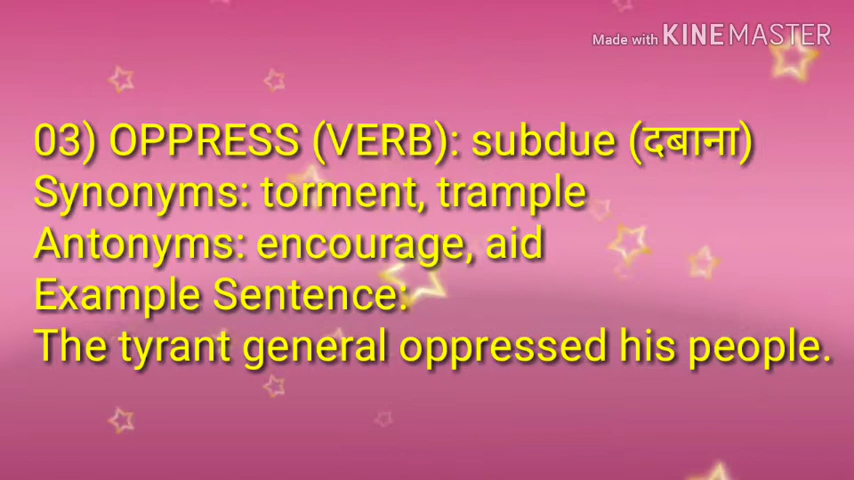 Made with KINEMASTER
03) OPPRESS (VERB): subdue (दबाना)
Synonyms: torment, trample
Antonyms: encourage, aid
Example Sentence:
The tyrant general oppressed his people.